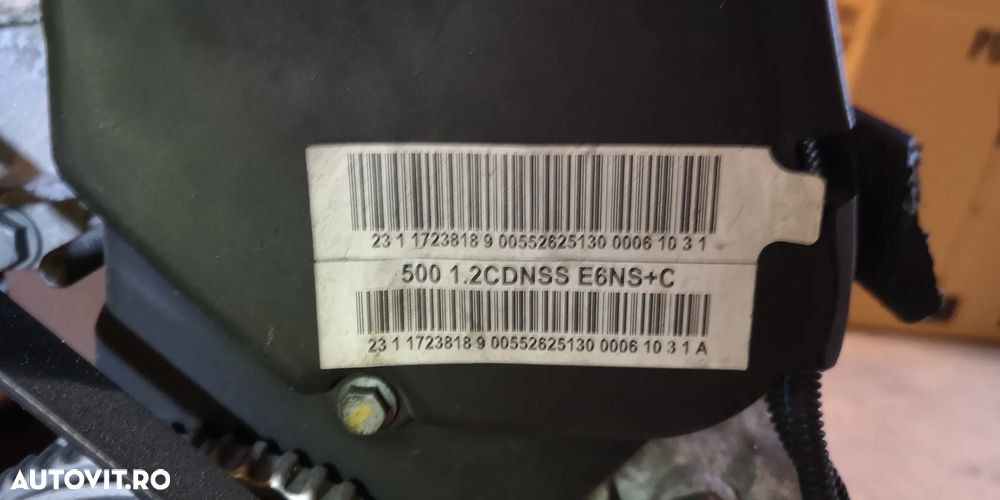 23 1 1723818 9 00552625130 0006 10 3 1
500 1.2CDNSS E6NS+C
23 1 1723818 9 00552625130 0006 10 3 1 A
AUTOVIT.RO